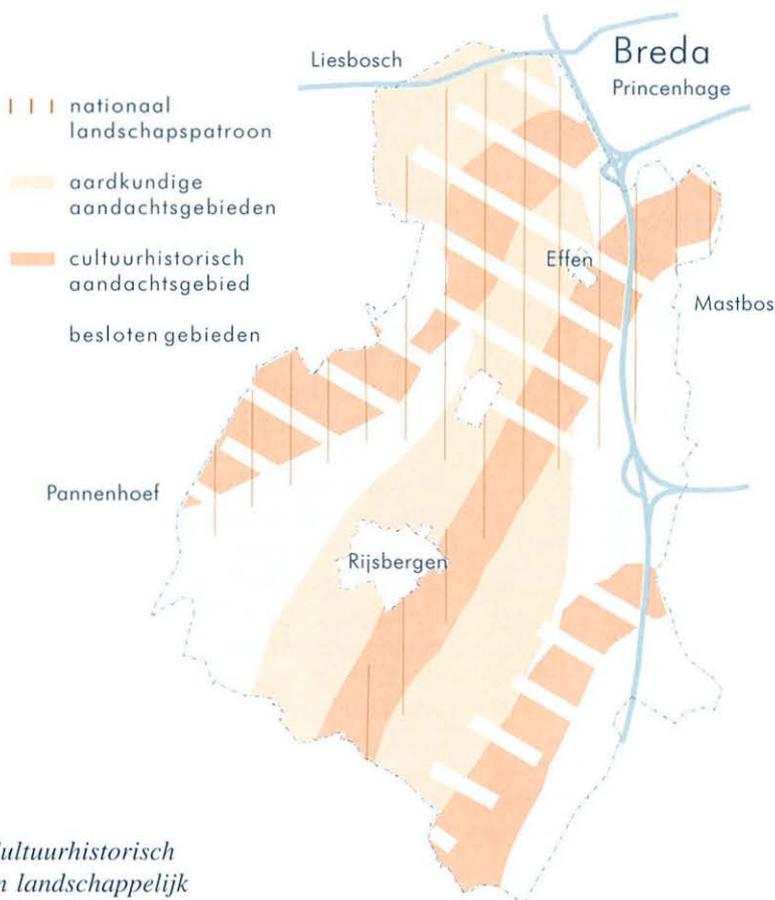 Liesbosch
Breda
Princenhage
nationaal
landschapspatroon
aardkundige
aandachtsgebieden
cultuurhistorisch
aandachtsgebied
besloten gebieden
Effen
Mastbos
Pannenhoef
Rijsbergen
ultuurhistorisch
n landschappelijk